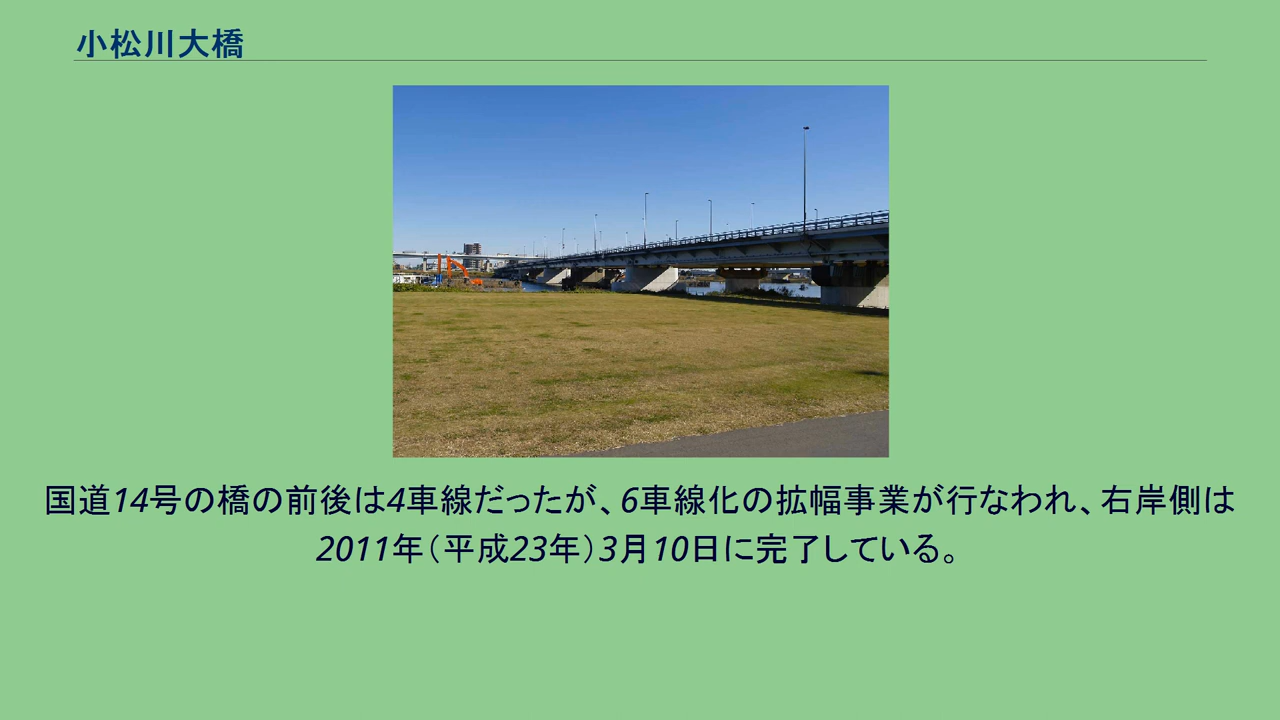 小松川大橋
国道14号の橋の前後は4車線だったが、6車線化の拡幅事業が行なわれ、右岸側は
2011年（平成23年）3月10日に完了している。